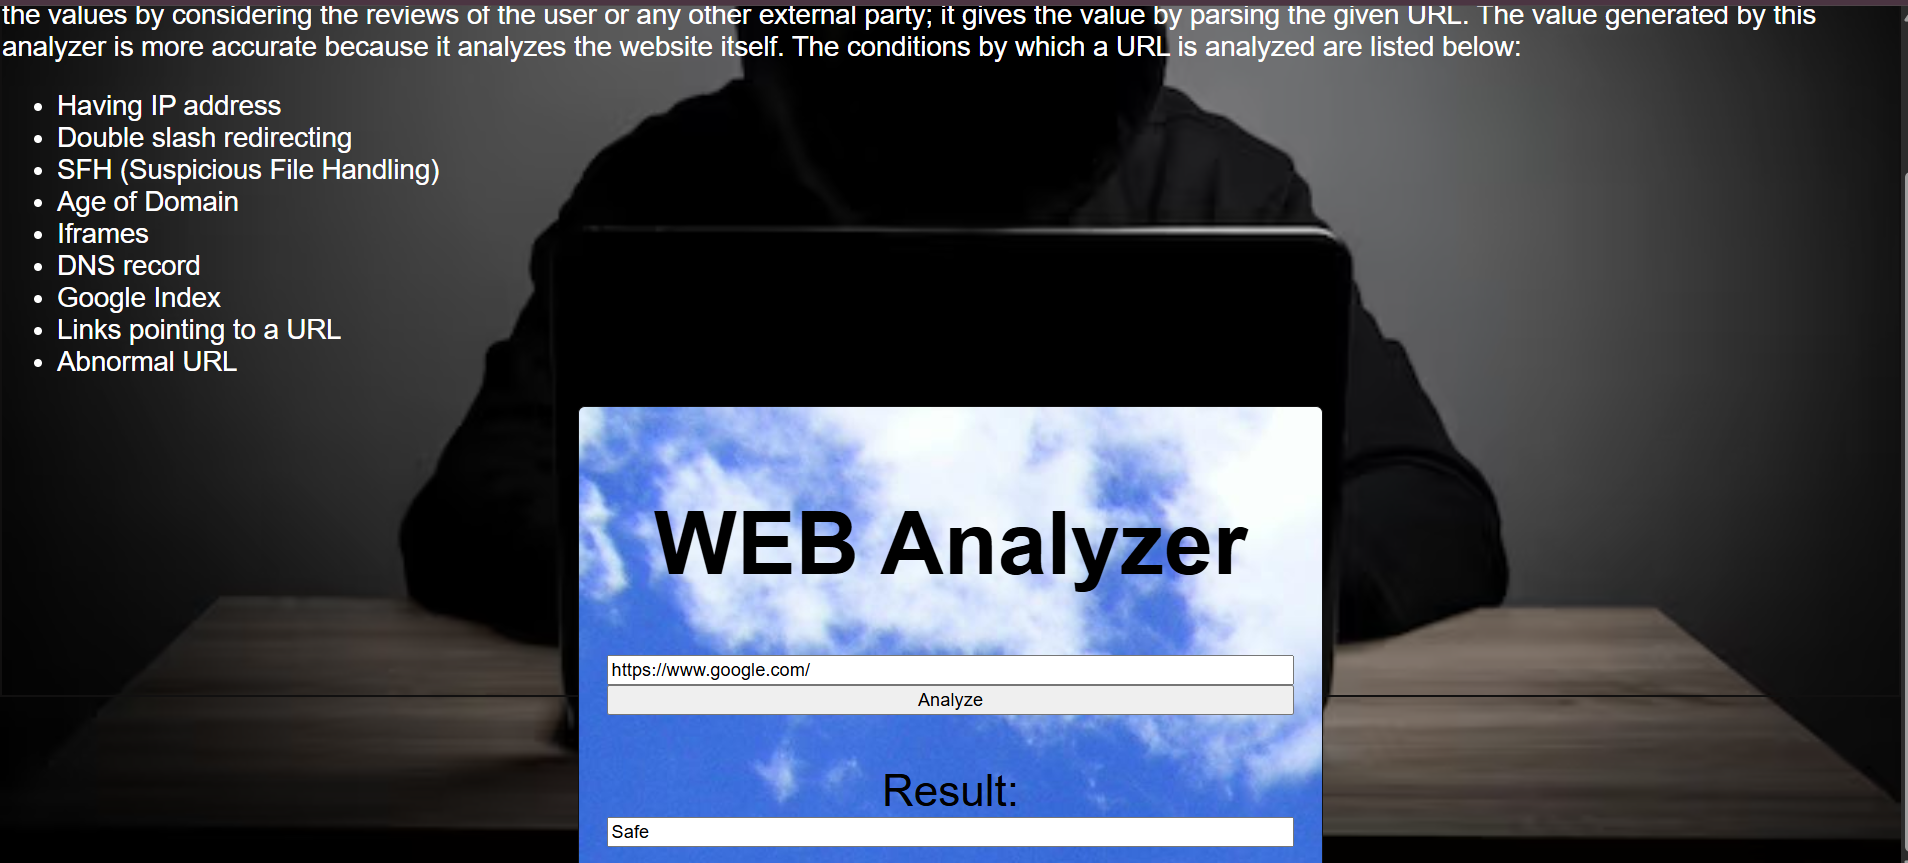 the values by considering the reviews of the user or any other external party; it gives the value by parsing the given URL. The value generated by this
analyzer is more accurate because it analyzes the website itself. The conditions by which a URL is analyzed are listed below:
• Having IP address
• Double slash redirecting
• SFH (Suspicious File Handling)
• Age of Domain
• Iframes
• DNS record
• Google Index
• Links pointing to a URL
• Abnormal URL
WEB Analyzer
https://www.google.com/
Analyze
Result:
Safe